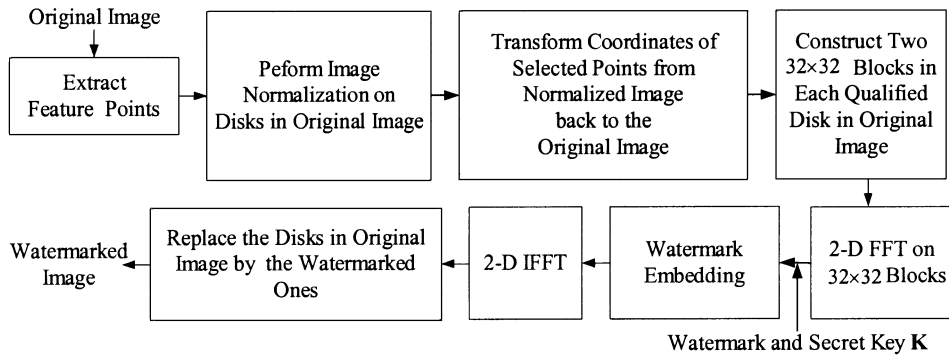 Original Image
Extract
Feature Points
Peform Image
Normalization on
Disks in Original Image
Transform Coordinates of
Selected Points from
Normalized Image
back to the
Original Image
Construct Two
32×32 Blocks in
Each Qualified
Disk in Original
Image
2-D FFT on
32×32 Blocks
Watermark and Secret Key K
Watermark
Embedding
2-D IFFT
Replace the Disks in Original
Image by the Watermarked
Ones
Watermarked
Image